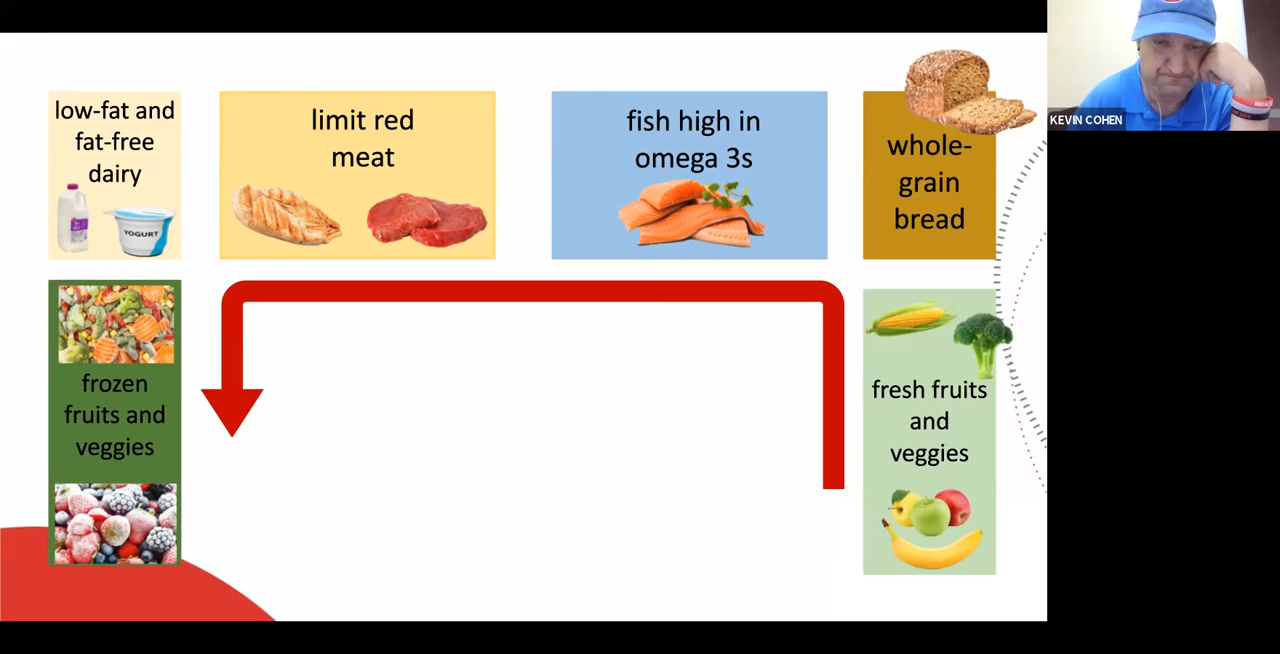 low-fat and
fat-free
dairy
YOGURT
limit red
meat
fish high in
omega 3s
whole-
grain
bread
KEVIN COHEN
frozen
fruits and
veggies
fresh fruits
and
veggies